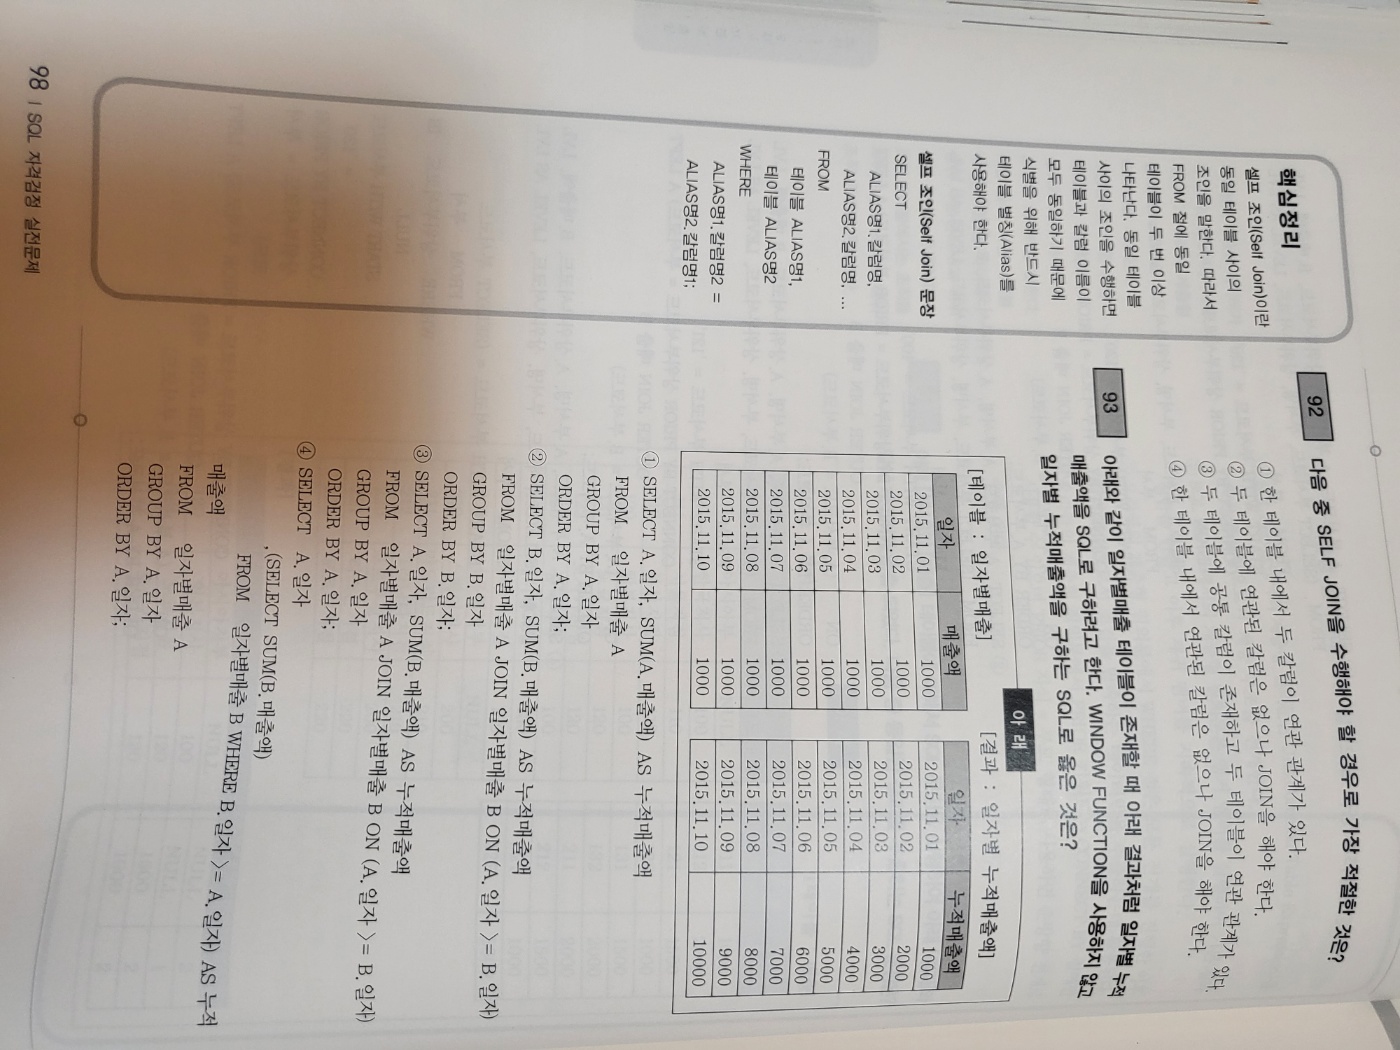 핵심정리
셀프 조인(Self Join)이란
동일 테이블 사이의
조인을 말한다. 따라서
FROM 절에 동일
테이블이 두 번 이상
나타난다. 동일 테이블
사이의 조인을 수행하면
테이블과 칼럼 이름이
모두 동일하기 때문에
식별을 위해 반드시
테이블 별칭(Alias)를
사용해야 한다.
셀프 조인(Self Join) 문장
SELECT
ALIAS명1.칼럼명,
ALIAS명2.칼럼명, ...
FROM
테이블 ALIAS명1,
테이블 ALIAS명2
WHERE
ALIAS명1.칼럼명2 =
ALIAS명2.칼럼명1;
92 다음 중 SELF JOIN을 수행해야 할 경우로 가장 적절한 것은?
① 한 테이블 내에서 두 칼럼이 연관 관계가 있다.
② 두 테이블에 연관된 칼럼은 없으나 JOIN을 해야 한다.
③ 두 테이블에 공통 칼럼이 존재하고 두 테이블이 연관 관계가 있다.
④ 한 테이블 내에서 연관된 칼럼은 없으나 JOIN을 해야 한다.
93 아래와 같이 일자별매출 테이블이 존재할 때 아래 결과처럼 일자별 누적
매출액을 SQL로 구하려고 한다. WINDOW FUNCTION을 사용하지 않고
일자별 누적매출액을 구하는 SQL로 옳은 것은?
아 래
[테이블 : 일자별매출] [결과 : 일자별 누적매출액]
일자 매출액 일자 누적매출액
2015.11.01 1000 2015.11.01 1000
2015.11.02 1000 2015.11.02 2000
2015.11.03 1000 2015.11.03 3000
2015.11.04 1000 2015.11.04 4000
2015.11.05 1000 2015.11.05 5000
2015.11.06 1000 2015.11.06 6000
2015.11.07 1000 2015.11.07 7000
2015.11.08 1000 2015.11.08 8000
2015.11.09 1000 2015.11.09 9000
2015.11.10 1000 2015.11.10 10000
① SELECT A.일자, SUM(A.매출액) AS 누적매출액
FROM 일자별매출 A
GROUP BY A.일자
ORDER BY A.일자;
② SELECT B.일자, SUM(B.매출액) AS 누적매출액
FROM 일자별매출 A JOIN 일자별매출 B ON (A.일자 >= B.일자)
GROUP BY B.일자
ORDER BY B.일자;
③ SELECT A.일자, SUM(B.매출액) AS 누적매출액
FROM 일자별매출 A JOIN 일자별매출 B ON (A.일자 >= B.일자)
GROUP BY A.일자
ORDER BY A.일자;
④ SELECT A.일자
,(SELECT SUM(B.매출액)
FROM 일자별매출 B WHERE B.일자 >= A.일자) AS 누적
매출액
FROM 일자별매출 A
GROUP BY A.일자
ORDER BY A.일자;
98 | SQL 자격검정 실전문제